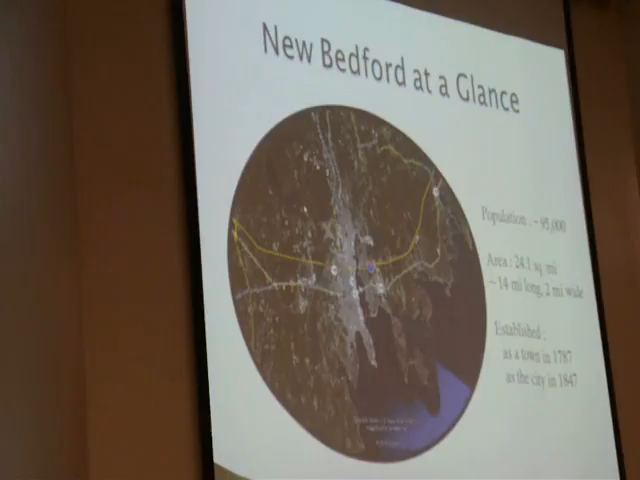 New Bedford at a Glance
Population : ~ 95,000
Area : 24.1 sq. mi
~ 14 mi long, 2 mi wide
Established :
as a town in 1787
as the city in 1847